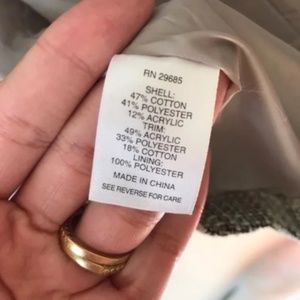 RN 29685
SHELL:
47% COTTON
41% POLYESTER
12% ACRYLIC
TRIM:
49% ACRYLIC
33% POLYESTER
18% COTTON
LINING:
100% POLYESTER
MADE IN CHINA
SEE REVERSE FOR CARE